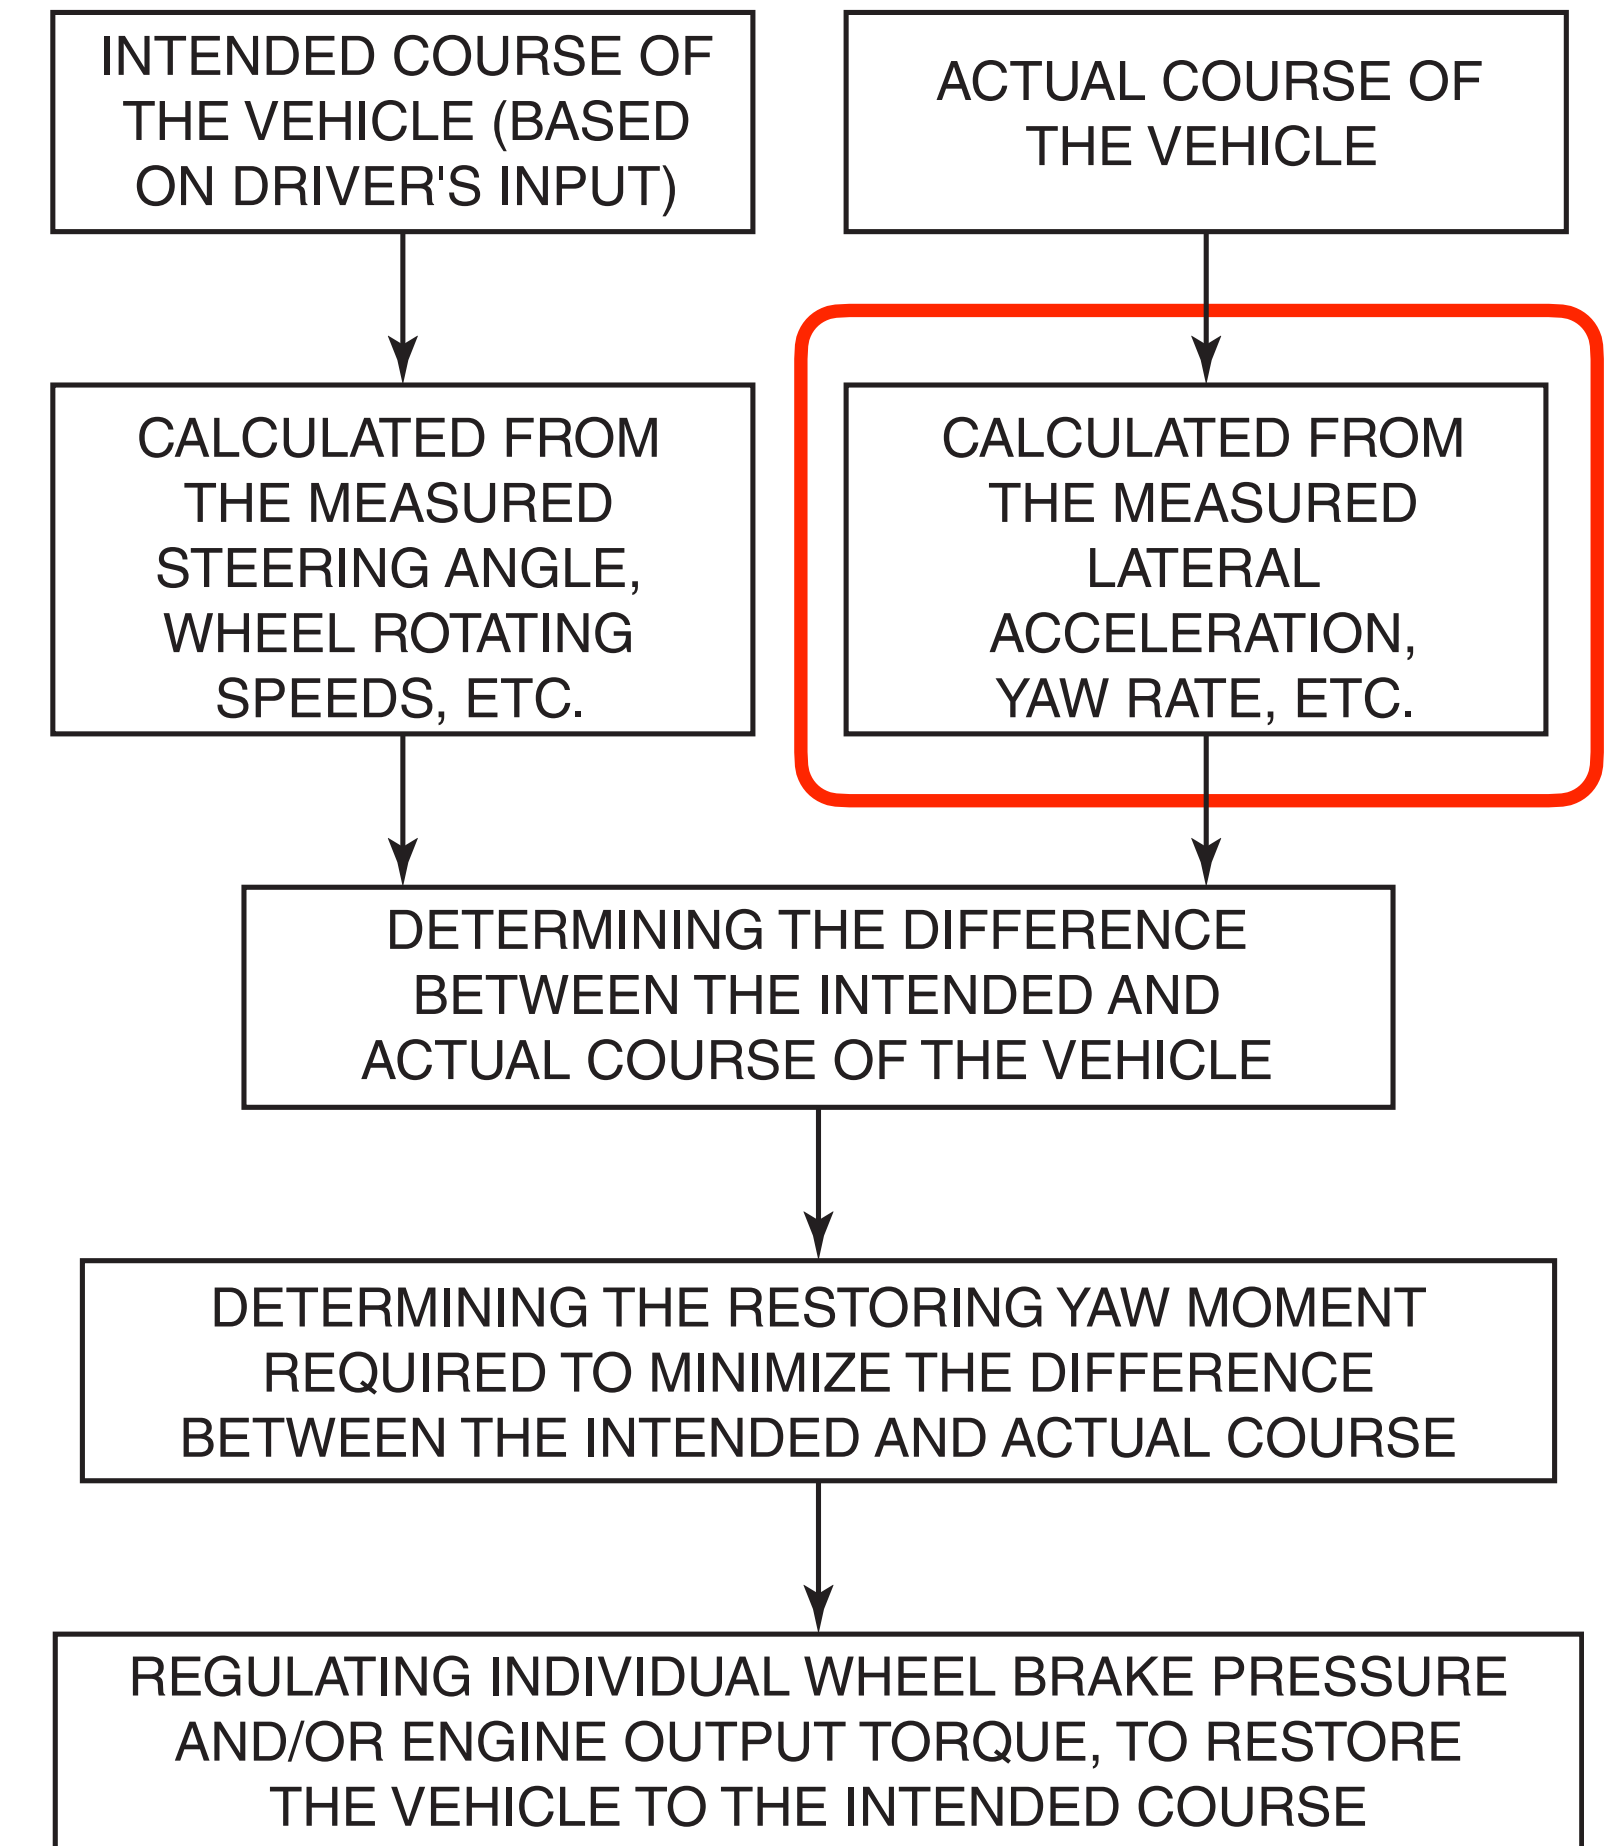 INTENDED COURSE OF
THE VEHICLE (BASED
ON DRIVER'S INPUT)
ACTUAL COURSE OF
THE VEHICLE
CALCULATED FROM
THE MEASURED
STEERING ANGLE,
WHEEL ROTATING
SPEEDS, ETC.
CALCULATED FROM
THE MEASURED
LATERAL
ACCELERATION,
YAW RATE, ETC.
DETERMINING THE DIFFERENCE
BETWEEN THE INTENDED AND
ACTUAL COURSE OF THE VEHICLE
DETERMINING THE RESTORING YAW MOMENT
REQUIRED TO MINIMIZE THE DIFFERENCE
BETWEEN THE INTENDED AND ACTUAL COURSE
REGULATING INDIVIDUAL WHEEL BRAKE PRESSURE
AND/OR ENGINE OUTPUT TORQUE, TO RESTORE
THE VEHICLE TO THE INTENDED COURSE